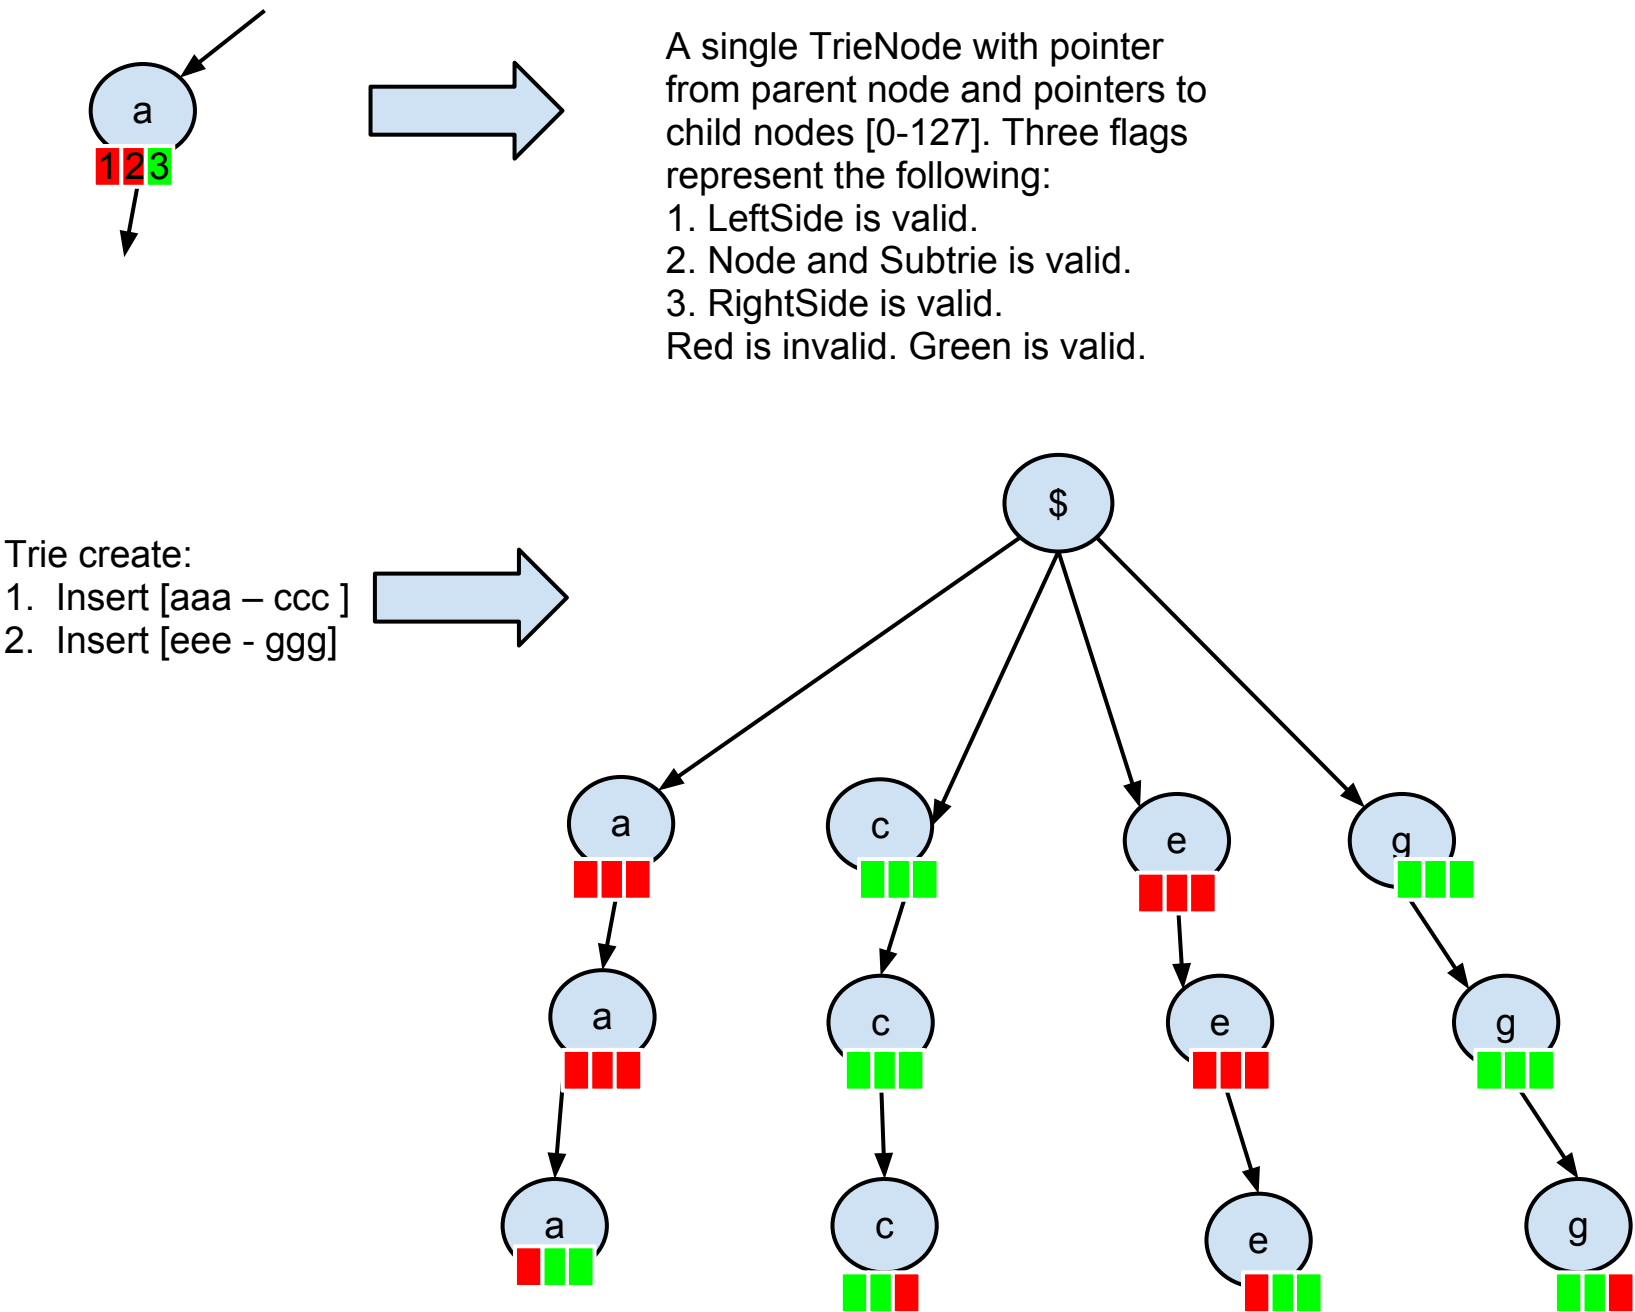 a
123
A single TrieNode with pointer
from parent node and pointers to
child nodes [0-127]. Three flags
represent the following:
1. LeftSide is valid.
2. Node and Subtrie is valid.
3. RightSide is valid.
Red is invalid. Green is valid.
Trie create:
1. Insert [aaa – ccc ]
2. Insert [eee - ggg]
$
a c e g
a c e g
a c e g